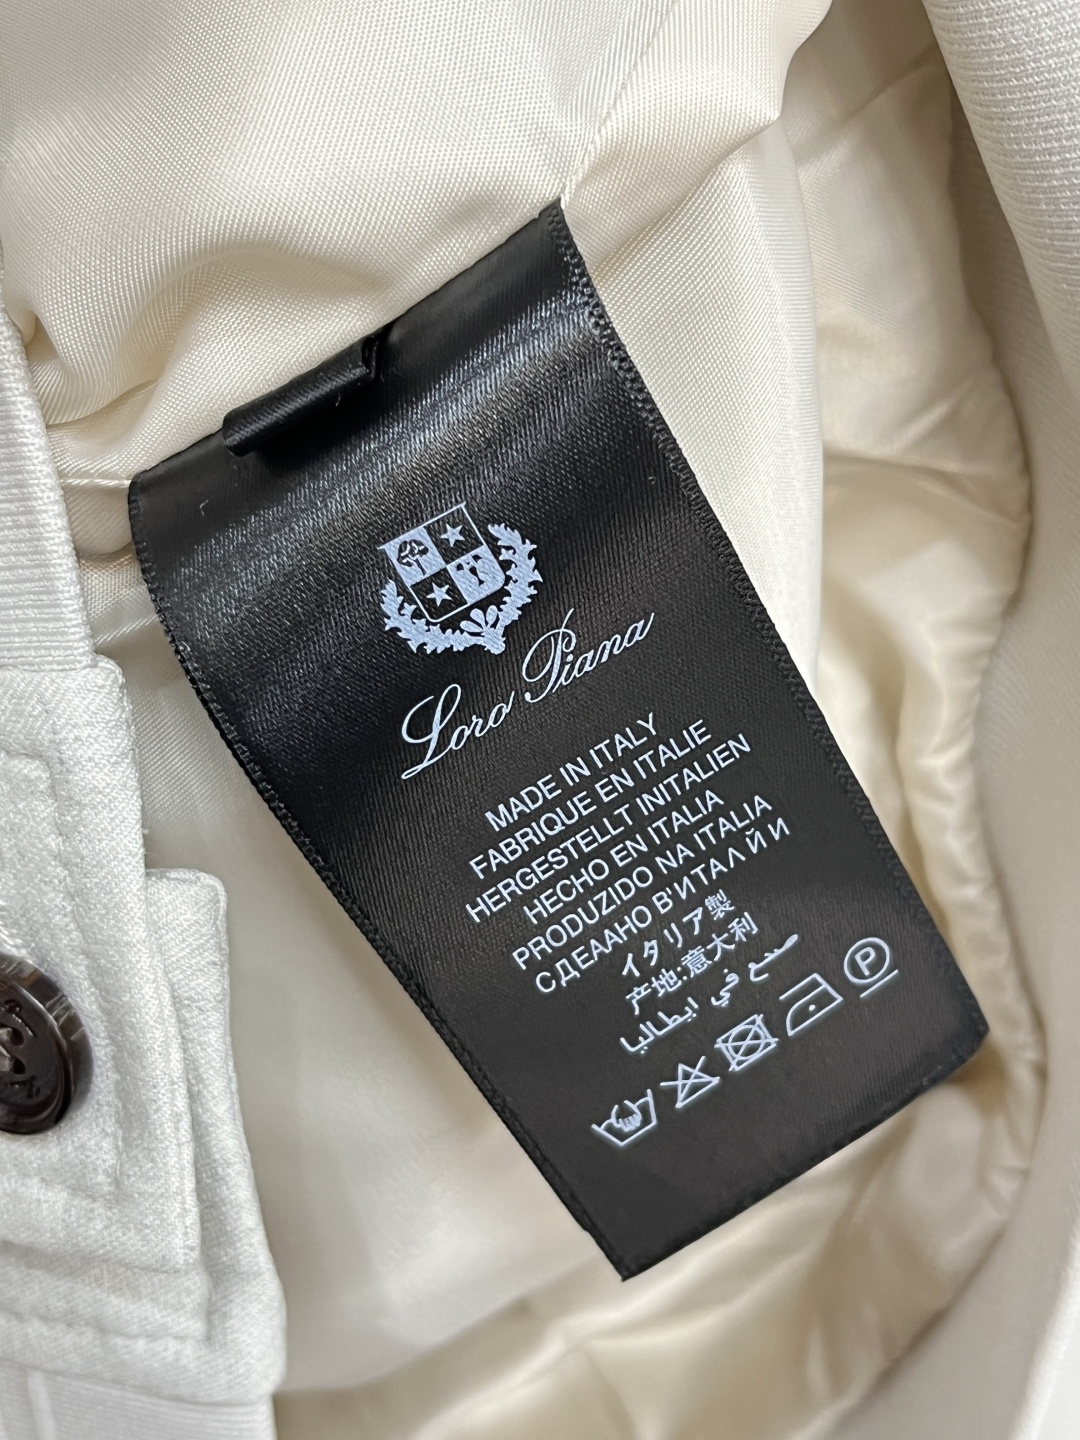 Loro Piana
MADE IN ITALY
FABRIQUE EN ITALIE
HERGESTELLT INITALIEN
HECHO EN ITALIA
PRODUZIDO NA ITALIA
СДЕААНО В'ИТАЛ Й И
イタリア製
产地:意大利
صنع في ايطاليا
P